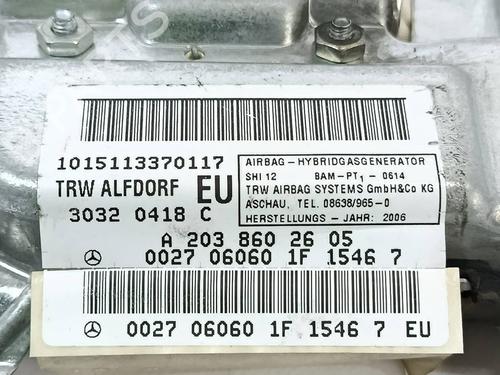 1015113370117
TRW ALFDORF EU
3032 0418 C
AIRBAG - HYBRIDGASGENERATOR
SHI 12 BAM-PT1 - 0614
TRW AIRBAG SYSTEMS GmbH&Co KG
ASCHAU, TEL. 08638/965-0
HERSTELLUNGS - JAHR: 2006
A 203 860 26 05
0027 06060 1F 1546 7
0027 06060 1F 1546 7 EU